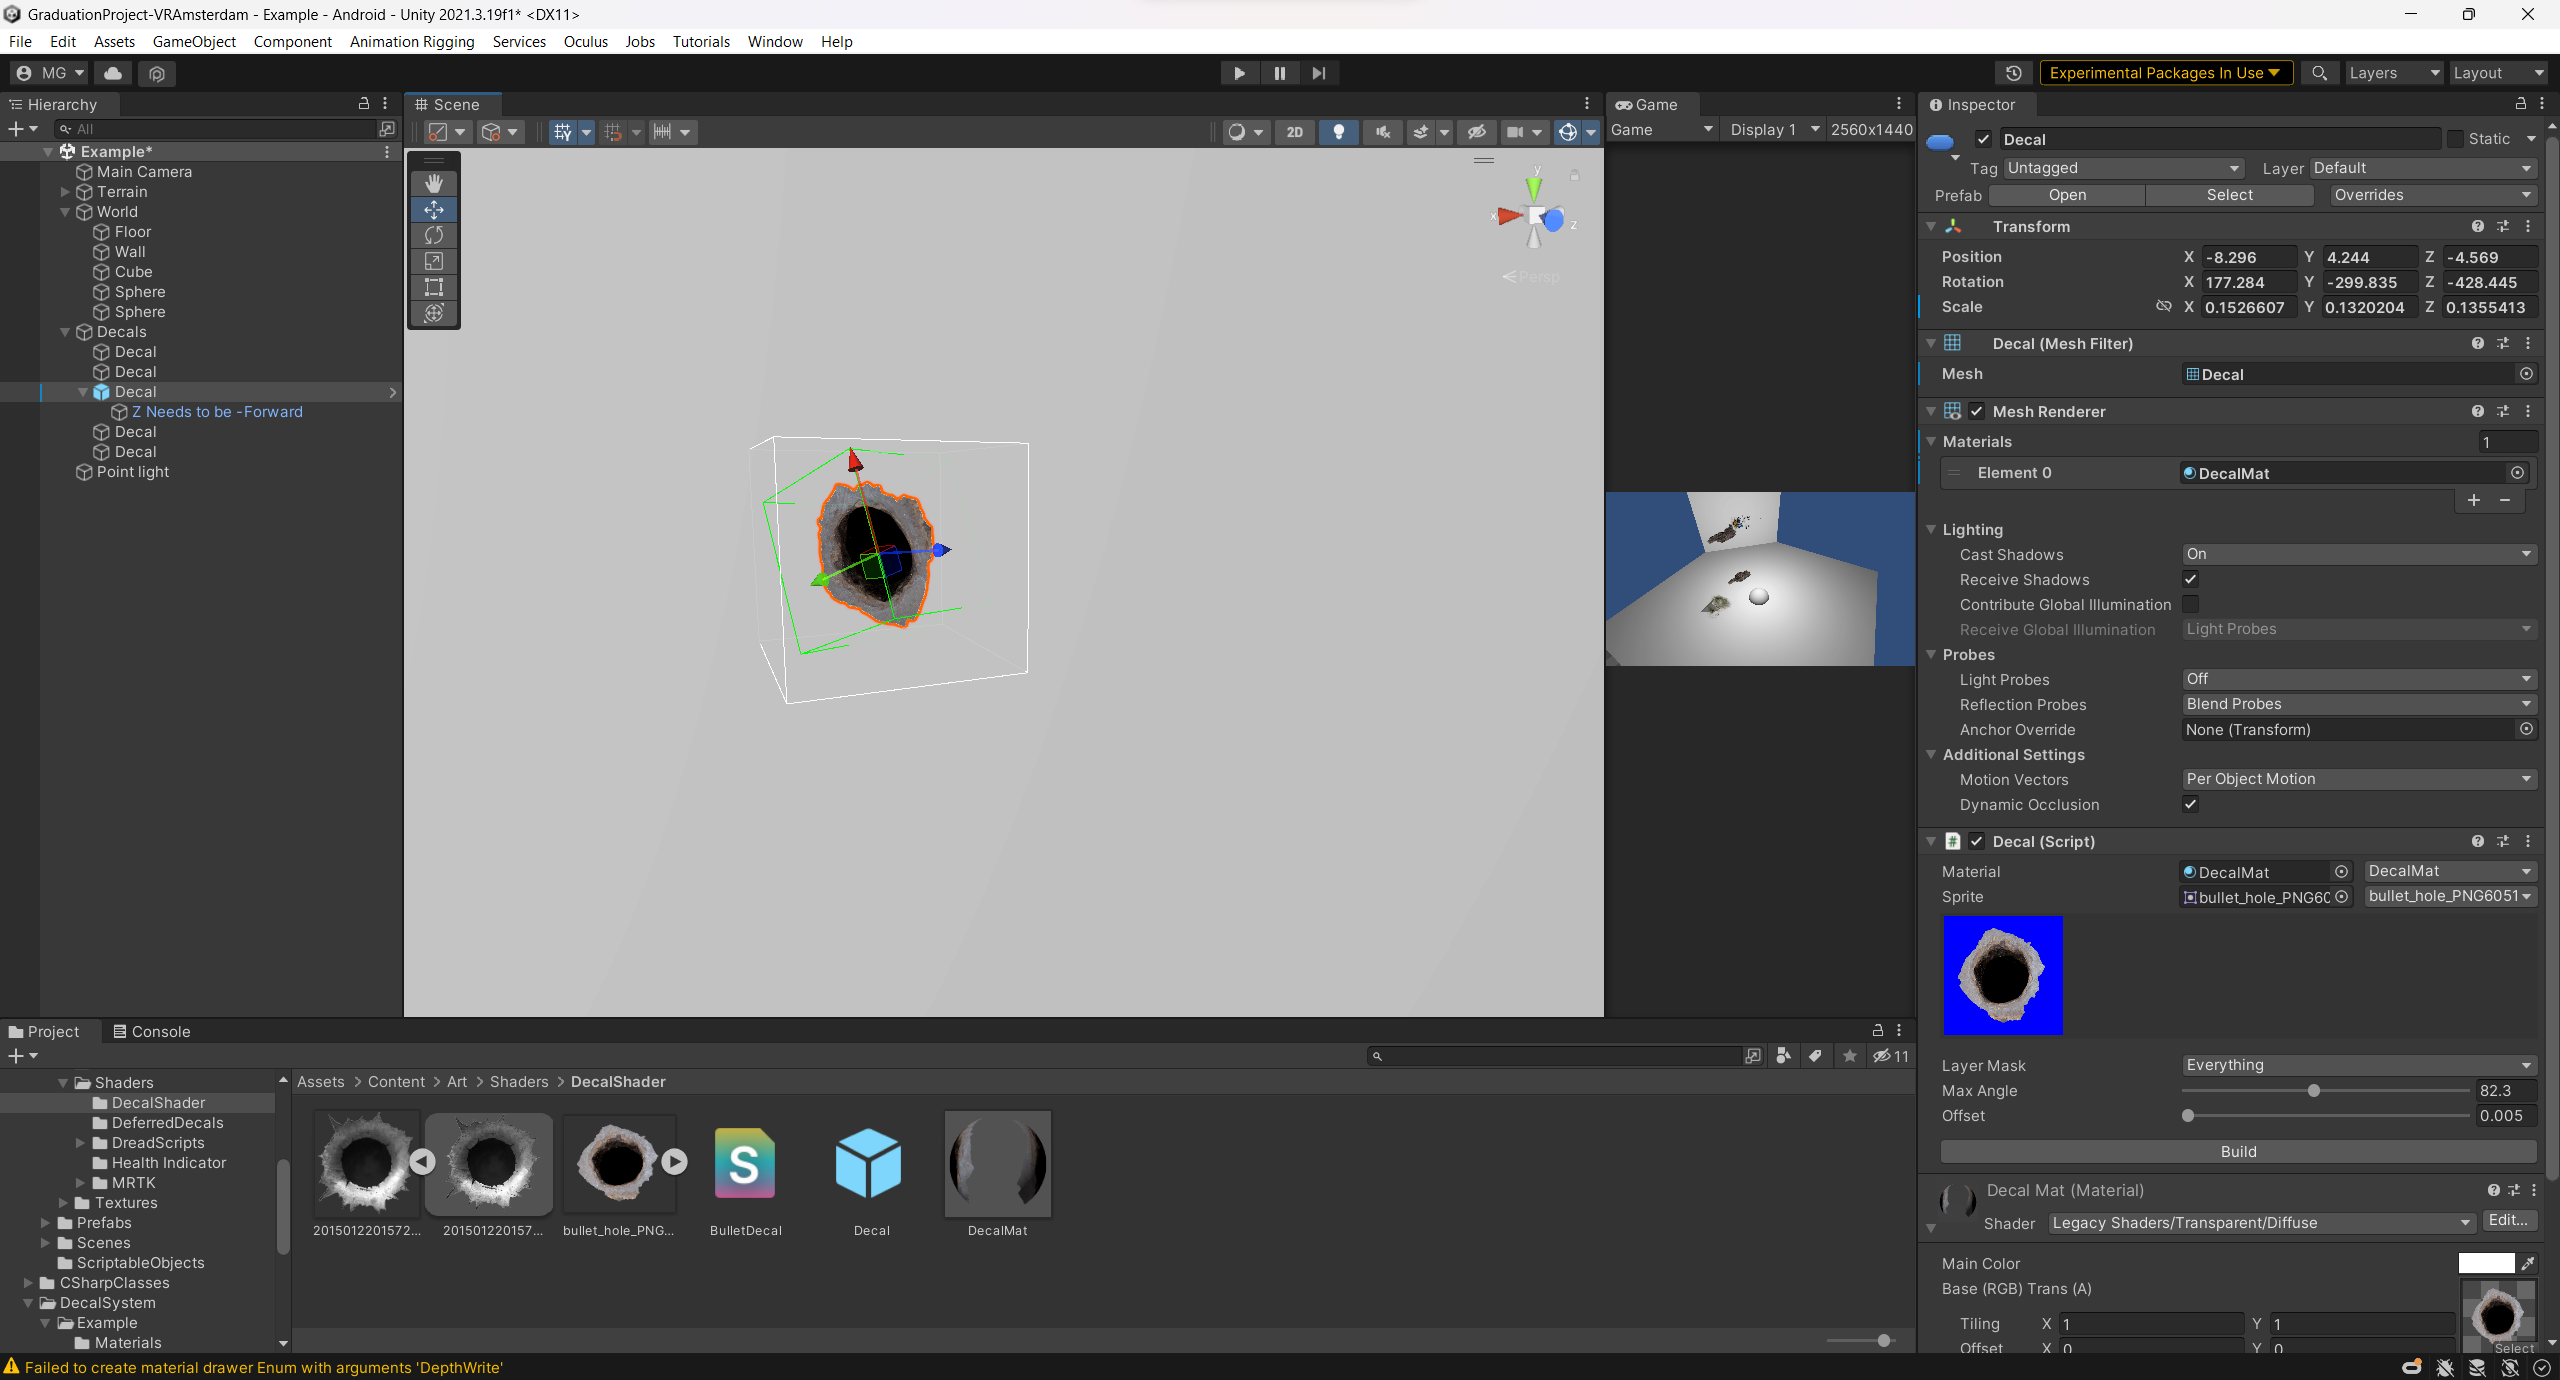 GraduationProject-VRAmsterdam - Example - Android - Unity 2021.3.19f1* <DX11>
File Edit Assets GameObject Component Animation Rigging Services Oculus Jobs Tutorials Window Help
MG
Experimental Packages In Use
Layers
Layout
Hierarchy
All
Example*
Main Camera
Terrain
World
Floor
Wall
Cube
Sphere
Sphere
Decals
Decal
Decal
Decal
Z Needs to be -Forward
Decal
Decal
Point light
Scene
2D
y
x
z
Persp
Game
Game Display 1 2560x1440
Inspector
Decal Static
Tag Untagged Layer Default
Prefab Open Select Overrides
Transform
Position X -8.296 Y 4.244 Z -4.569
Rotation X 177.284 Y -299.835 Z -428.445
Scale X 0.1526607 Y 0.1320204 Z 0.1355413
Decal (Mesh Filter)
Mesh Decal
Mesh Renderer
Materials 1
Element 0 DecalMat
Lighting
Cast Shadows On
Receive Shadows
Contribute Global Illumination
Receive Global Illumination Light Probes
Probes
Light Probes Off
Reflection Probes Blend Probes
Anchor Override None (Transform)
Additional Settings
Motion Vectors Per Object Motion
Dynamic Occlusion
Decal (Script)
Material DecalMat DecalMat
Sprite bullet_hole_PNG60 bullet_hole_PNG6051
Layer Mask Everything
Max Angle 82.3
Offset 0.005
Build
Decal Mat (Material)
Shader Legacy Shaders/Transparent/Diffuse Edit...
Main Color
Base (RGB) Trans (A)
Tiling X 1 Y 1
Offset X 0 Y 0
Select
Project Console
11
Shaders
DecalShader
DeferredDecals
DreadScripts
Health Indicator
MRTK
Textures
Prefabs
Scenes
ScriptableObjects
CSharpClasses
DecalSystem
Example
Materials
Assets > Content > Art > Shaders > DecalShader
2015012201572... 201501220157... bullet_hole_PNG... BulletDecal Decal DecalMat
Failed to create material drawer Enum with arguments 'DepthWrite'